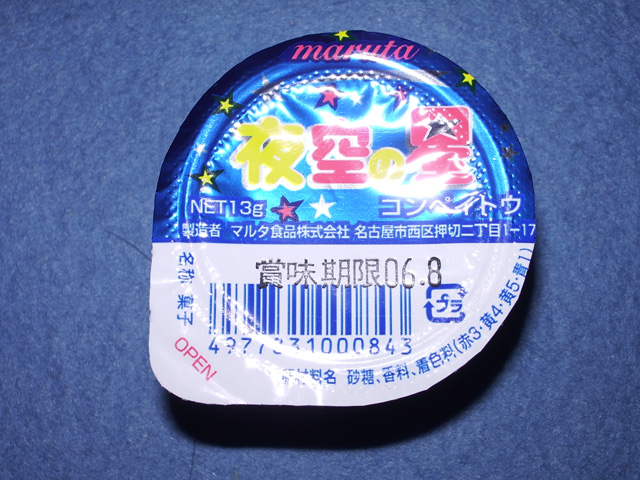 maruta
夜空の星
NET13g コンペイトウ
製造者 マルタ食品株式会社 名古屋市西区押切二丁目1-17
賞味期限06.8
プラ
名称 菓子
OPEN
原材料名 砂糖、香料、着色料(赤3・黄4・黄5・青1)